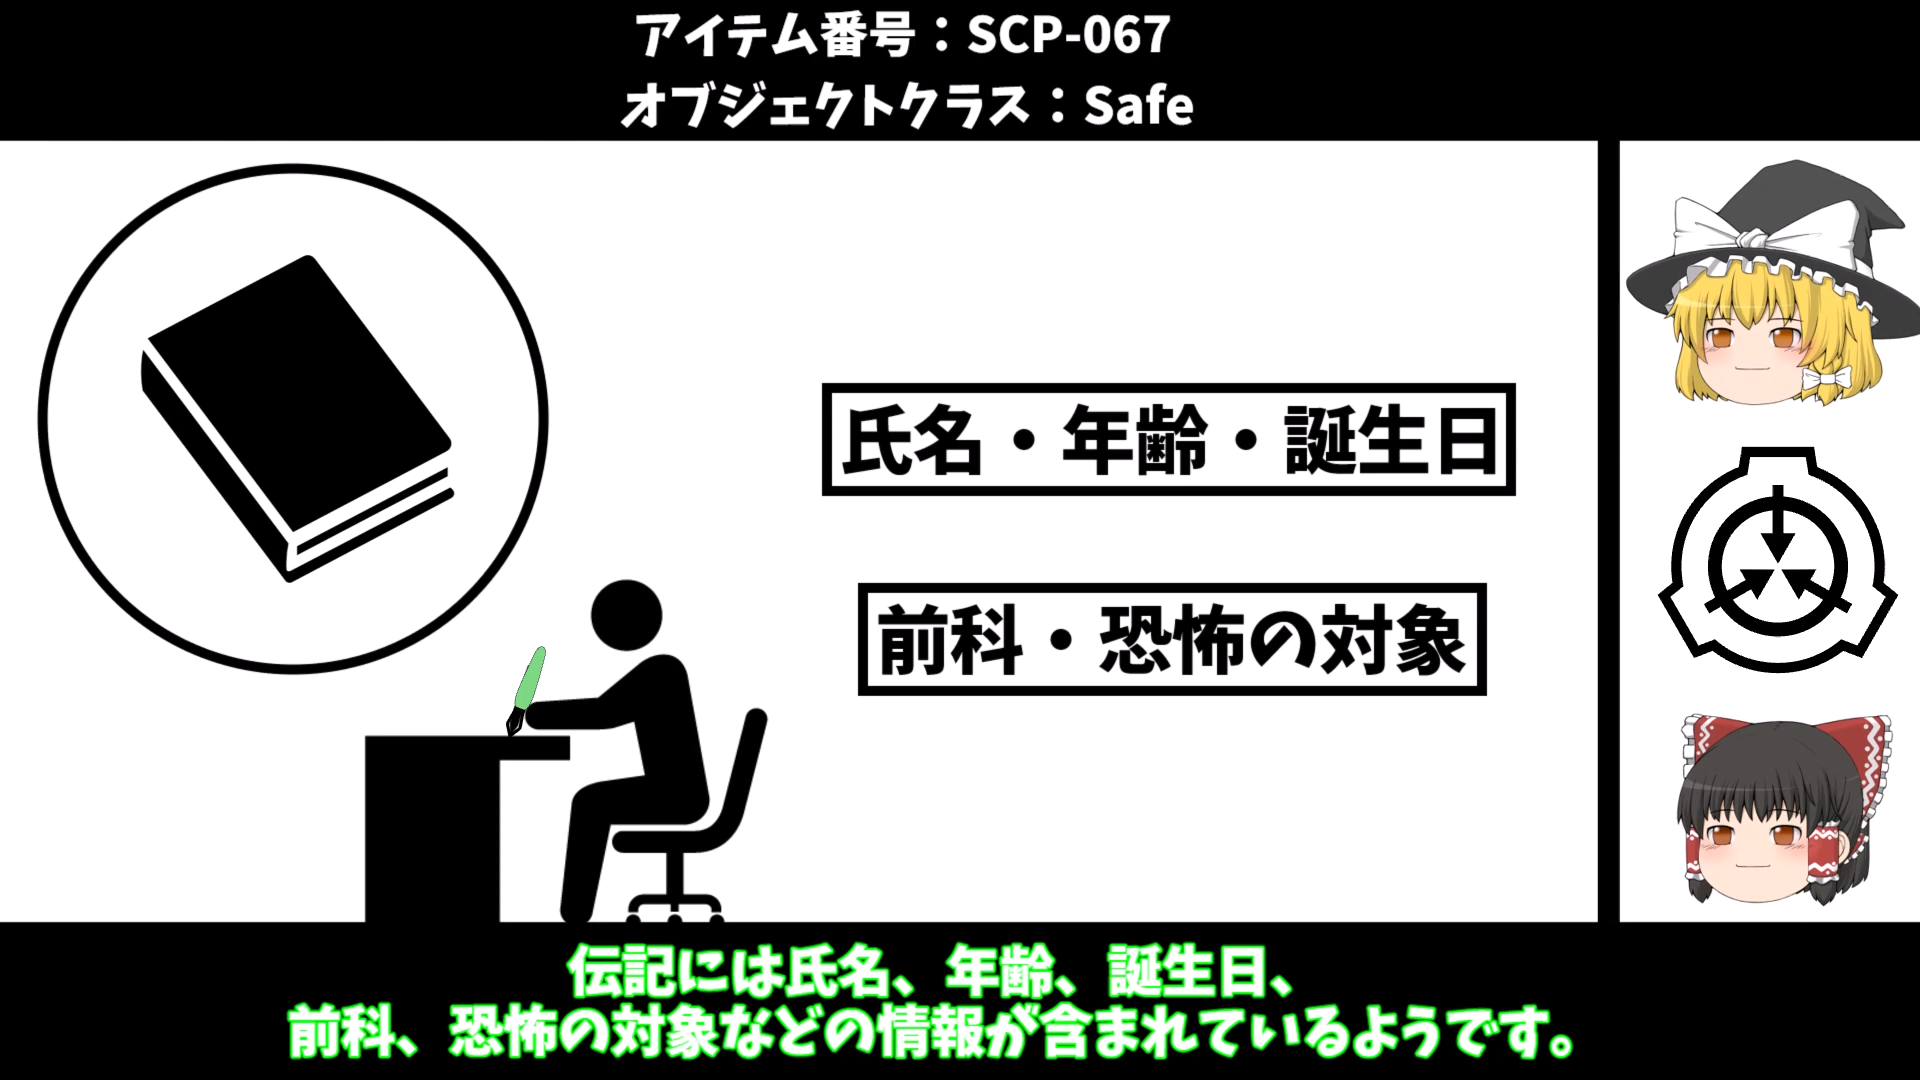 アイテム番号：SCP-067
オブジェクトクラス：Safe
氏名・年齢・誕生日
前科・恐怖の対象
伝記には氏名、年齢、誕生日、
前科、恐怖の対象などの情報が含まれているようです。